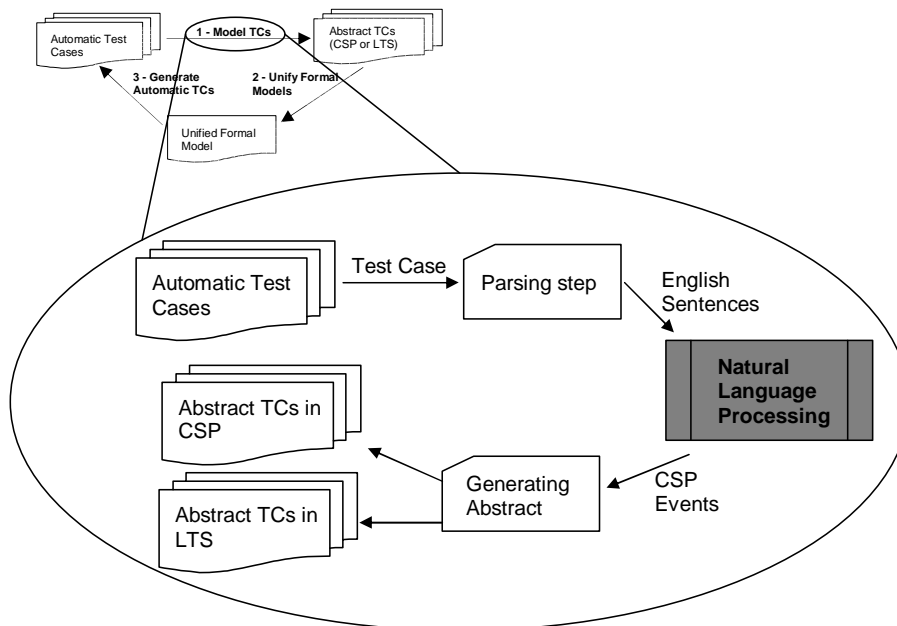 Automatic Test
Cases
1 - Model TCs
Abstract TCs
(CSP or LTS)
3 - Generate
Automatic TCs
2 - Unify Formal
Models
Unified Formal
Model
Automatic Test
Cases
Test Case
Parsing step
English
Sentences
Natural
Language
Processing
Abstract TCs in
CSP
Generating
Abstract
CSP
Events
Abstract TCs in
LTS